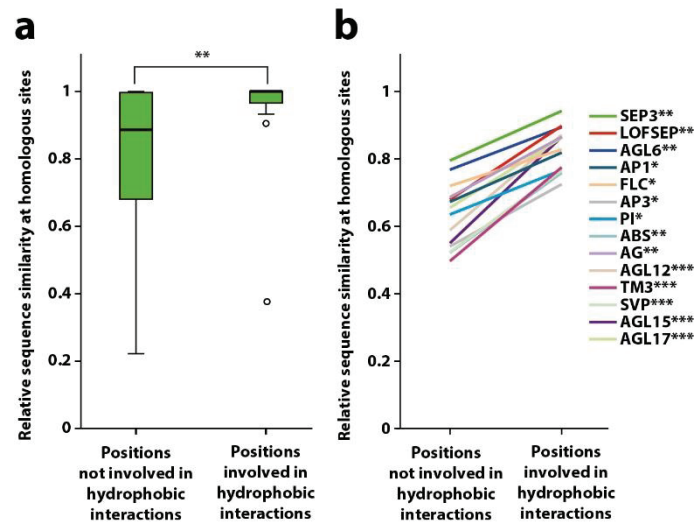 a
Relative sequence similarity at homologous sites
1
0.8
0.6
0.4
0.2
0
**
Positions
not involved in
hydrophobic
interactions
Positions
involved in
hydrophobic
interactions
b
Relative sequence similarity at homologous sites
1
0.8
0.6
0.4
0.2
0
Positions
not involved in
hydrophobic
interactions
Positions
involved in
hydrophobic
interactions
SEP3**
LOFSEP**
AGL6**
AP1*
FLC*
AP3*
PI*
ABS**
AG**
AGL12***
TM3***
SVP***
AGL15***
AGL17***